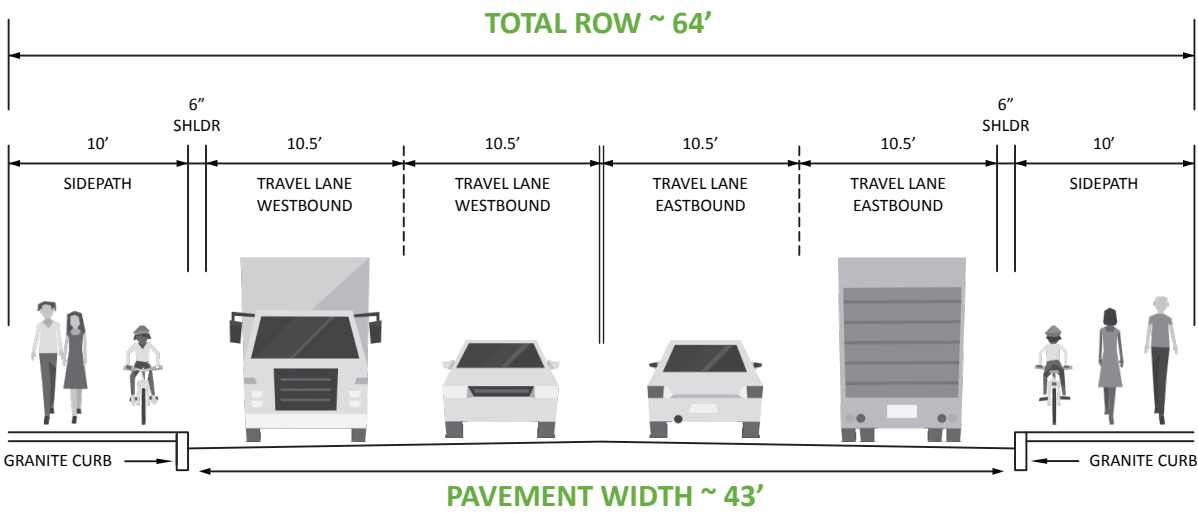 TOTAL ROW ~ 64’
6”
SHLDR
6”
SHLDR
10’
10.5’
10.5’
10.5’
10.5’
10’
SIDEPATH
TRAVEL LANE
WESTBOUND
TRAVEL LANE
WESTBOUND
TRAVEL LANE
EASTBOUND
TRAVEL LANE
EASTBOUND
SIDEPATH
GRANITE CURB
GRANITE CURB
PAVEMENT WIDTH ~ 43’